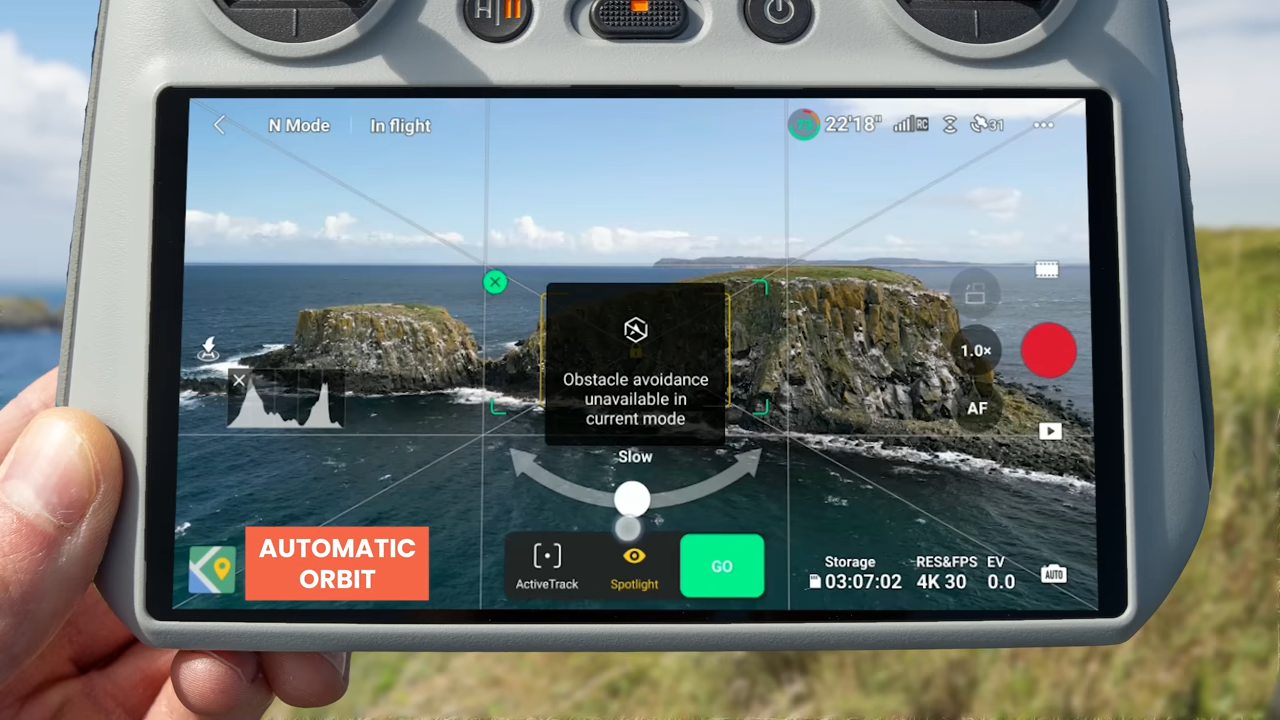 H
N Mode
In flight
22'18"
RC
31
1.0×
AF
Obstacle avoidance
unavailable in
current mode
Slow
AUTOMATIC
ORBIT
ActiveTrack
Spotlight
GO
Storage
03:07:02
RES&FPS
4K 30
EV
0.0
AUTO